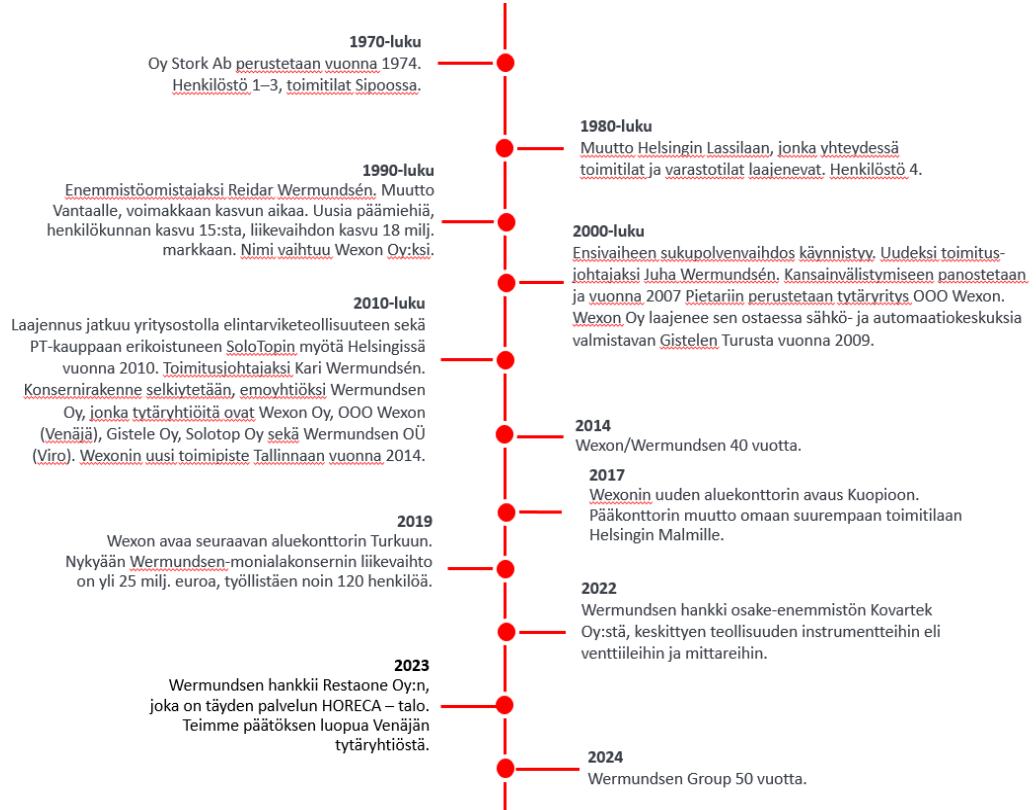 1970-luku
Oy Stork Ab perustetaan vuonna 1974.
Henkilöstö 1–3, toimitilat Sipoossa.
1980-luku
Muutto Helsingin Lassilaan, jonka yhteydessä
toimitilat ja varastotilat laajenevat. Henkilöstö 4.
1990-luku
Enemmistöomistajaksi Reidar Wermundsén. Muutto
Vantaalle, voimakkaan kasvun aikaa. Uusia päämiehiä,
henkilökunnan kasvu 15:sta, liikevaihdon kasvu 18 milj.
markkaan. Nimi vaihtuu Wexon Oy:ksi.
2000-luku
Ensivaiheen sukupolvenvaihdos käynnistyy. Uudeksi toimitus-
johtajaksi Juha Wermundsén. Kansainvälistymiseen panostetaan
ja vuonna 2007 Pietariin perustetaan tytäryritys OOO Wexon.
Wexon Oy laajenee sen ostaessa sähkö- ja automaatiokeskuksia
valmistavan Gistelen Turusta vuonna 2009.
2010-luku
Laajennus jatkuu yritysostolla elintarviketeollisuuteen sekä
PT-kauppaan erikoistuneen SoloTopin myötä Helsingissä
vuonna 2010. Toimitusjohtajaksi Kari Wermundsén.
Konsernirakenne selkiytetään, emoyhtiöksi Wermundsen
Oy, jonka tytäryhtiöitä ovat Wexon Oy, OOO Wexon
(Venäjä), Gistele Oy, Solotop Oy sekä Wermundsen OÜ
(Viro). Wexonin uusi toimipiste Tallinnaan vuonna 2014.
2014
Wexon/Wermundsen 40 vuotta.
2017
Wexonin uuden aluekonttorin avaus Kuopioon.
Pääkonttorin muutto omaan suurempaan toimitilaan
Helsingin Malmille.
2019
Wexon avaa seuraavan aluekonttorin Turkuun.
Nykyään Wermundsen-monialakonsernin liikevaihto
on yli 25 milj. euroa, työllistäen noin 120 henkilöä.
2022
Wermundsen hankki osake-enemmistön Kovartek
Oy:stä, keskittyen teollisuuden instrumentteihin eli
venttiileihin ja mittareihin.
2023
Wermundsen hankkii Restaone Oy:n,
joka on täyden palvelun HORECA – talo.
Teimme päätöksen luopua Venäjän
tytäryhtiöstä.
2024
Wermundsen Group 50 vuotta.